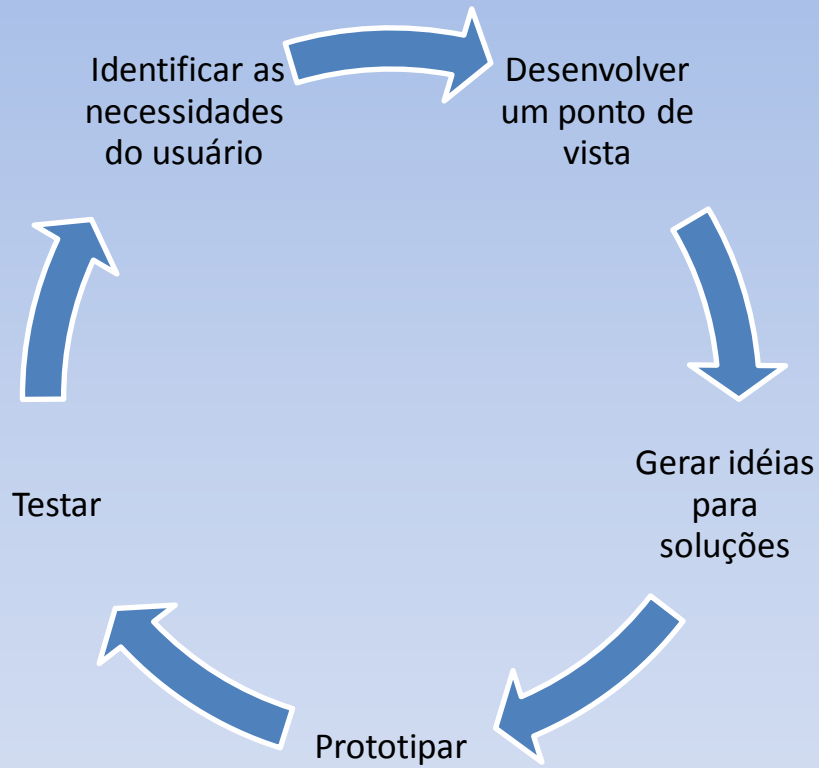 Identificar as
necessidades
do usuário
Desenvolver
um ponto de
vista
Gerar idéias
para
soluções
Prototipar
Testar